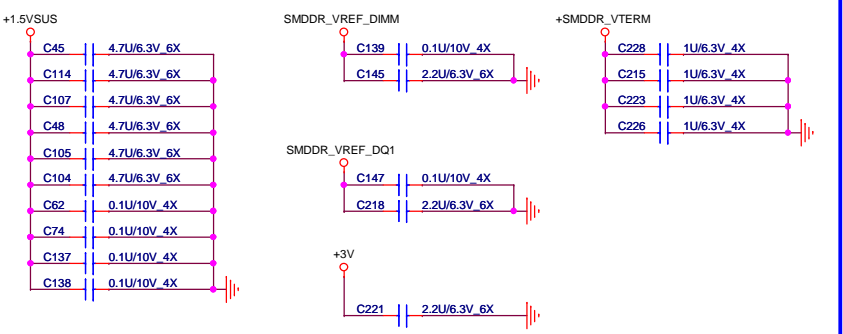 +1.5VSUS
C45 4.7U/6.3V_6X
C114 4.7U/6.3V_6X
C107 4.7U/6.3V_6X
C48 4.7U/6.3V_6X
C105 4.7U/6.3V_6X
C104 4.7U/6.3V_6X
C62 0.1U/10V_4X
C74 0.1U/10V_4X
C137 0.1U/10V_4X
C138 0.1U/10V_4X
SMDDR_VREF_DIMM
C139 0.1U/10V_4X
C145 2.2U/6.3V_6X
SMDDR_VREF_DQ1
C147 0.1U/10V_4X
C218 2.2U/6.3V_6X
+3V
C221 2.2U/6.3V_6X
+SMDDR_VTERM
C228 1U/6.3V_4X
C215 1U/6.3V_4X
C223 1U/6.3V_4X
C226 1U/6.3V_4X